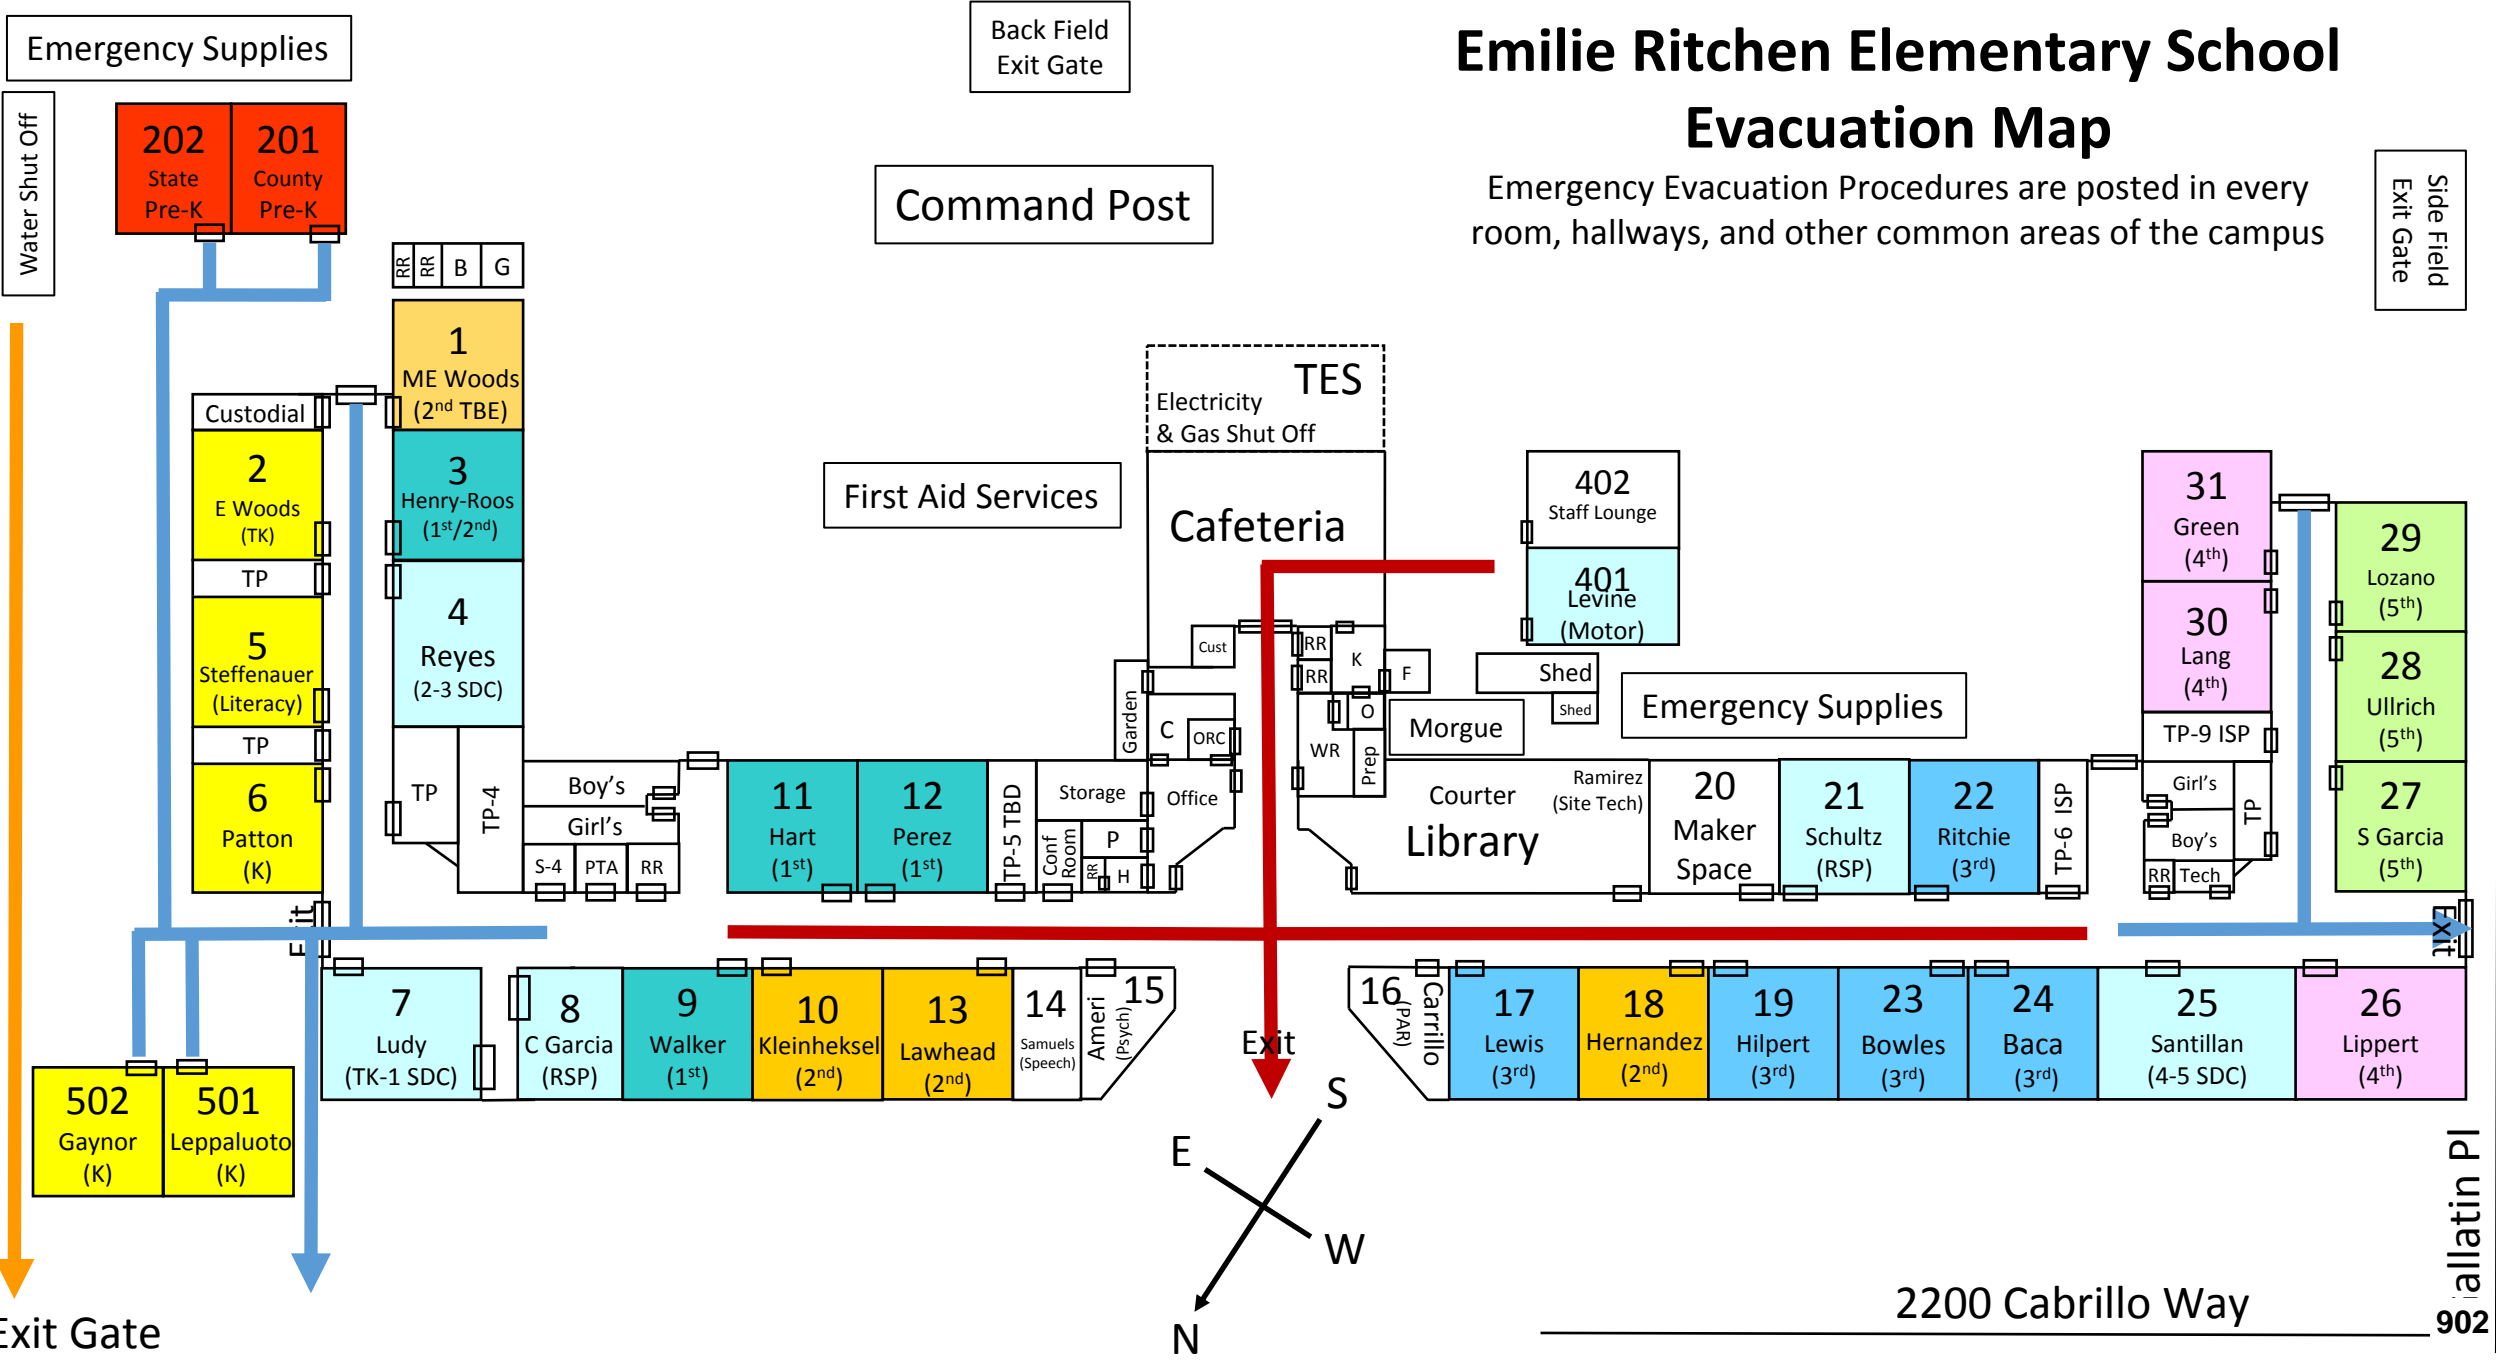 Emergency Supplies
Back Field
Exit Gate
Emilie Ritchen Elementary School
Evacuation Map
Emergency Evacuation Procedures are posted in every
room, hallways, and other common areas of the campus
Command Post
Water Shut Off
Side Field
Exit Gate
202
State
Pre-K
201
County
Pre-K
RR
RR
B
G
1
ME Woods
(2nd TBE)
Custodial
2
E Woods
(TK)
TP
5
Steffenauer
(Literacy)
TP
6
Patton
(K)
3
Henry-Roos
(1st/2nd)
4
Reyes
(2-3 SDC)
TP
TP-4
Boy's
Girl's
S-4
PTA
RR
First Aid Services
TES
Electricity
& Gas Shut Off
Cafeteria
Cust
RR
RR
K
F
O
WR
Prep
Garden
C
ORC
Office
11
Hart
(1st)
12
Perez
(1st)
TP-5 TBD
Storage
Conf
Room
P
RR
H
402
Staff Lounge
401
Levine
(Motor)
Shed
Shed
Morgue
Emergency Supplies
Courter
Library
Ramirez
(Site Tech)
20
Maker
Space
21
Schultz
(RSP)
22
Ritchie
(3rd)
TP-6 ISP
31
Green
(4th)
30
Lang
(4th)
TP-9 ISP
Girl's
Boy's
TP
RR
Tech
29
Lozano
(5th)
28
Ullrich
(5th)
27
S Garcia
(5th)
Exit
Exit
7
Ludy
(TK-1 SDC)
8
C Garcia
(RSP)
9
Walker
(1st)
10
Kleinheksel
(2nd)
13
Lawhead
(2nd)
14
Samuels
(Speech)
15
Ameri
(Psych)
Exit
16
Carrillo
(PAR)
17
Lewis
(3rd)
18
Hernandez
(2nd)
19
Hilpert
(3rd)
23
Bowles
(3rd)
24
Baca
(3rd)
25
Santillan
(4-5 SDC)
26
Lippert
(4th)
502
Gaynor
(K)
501
Leppaluoto
(K)
S
E
W
N
Exit Gate
2200 Cabrillo Way
allatin Pl
902